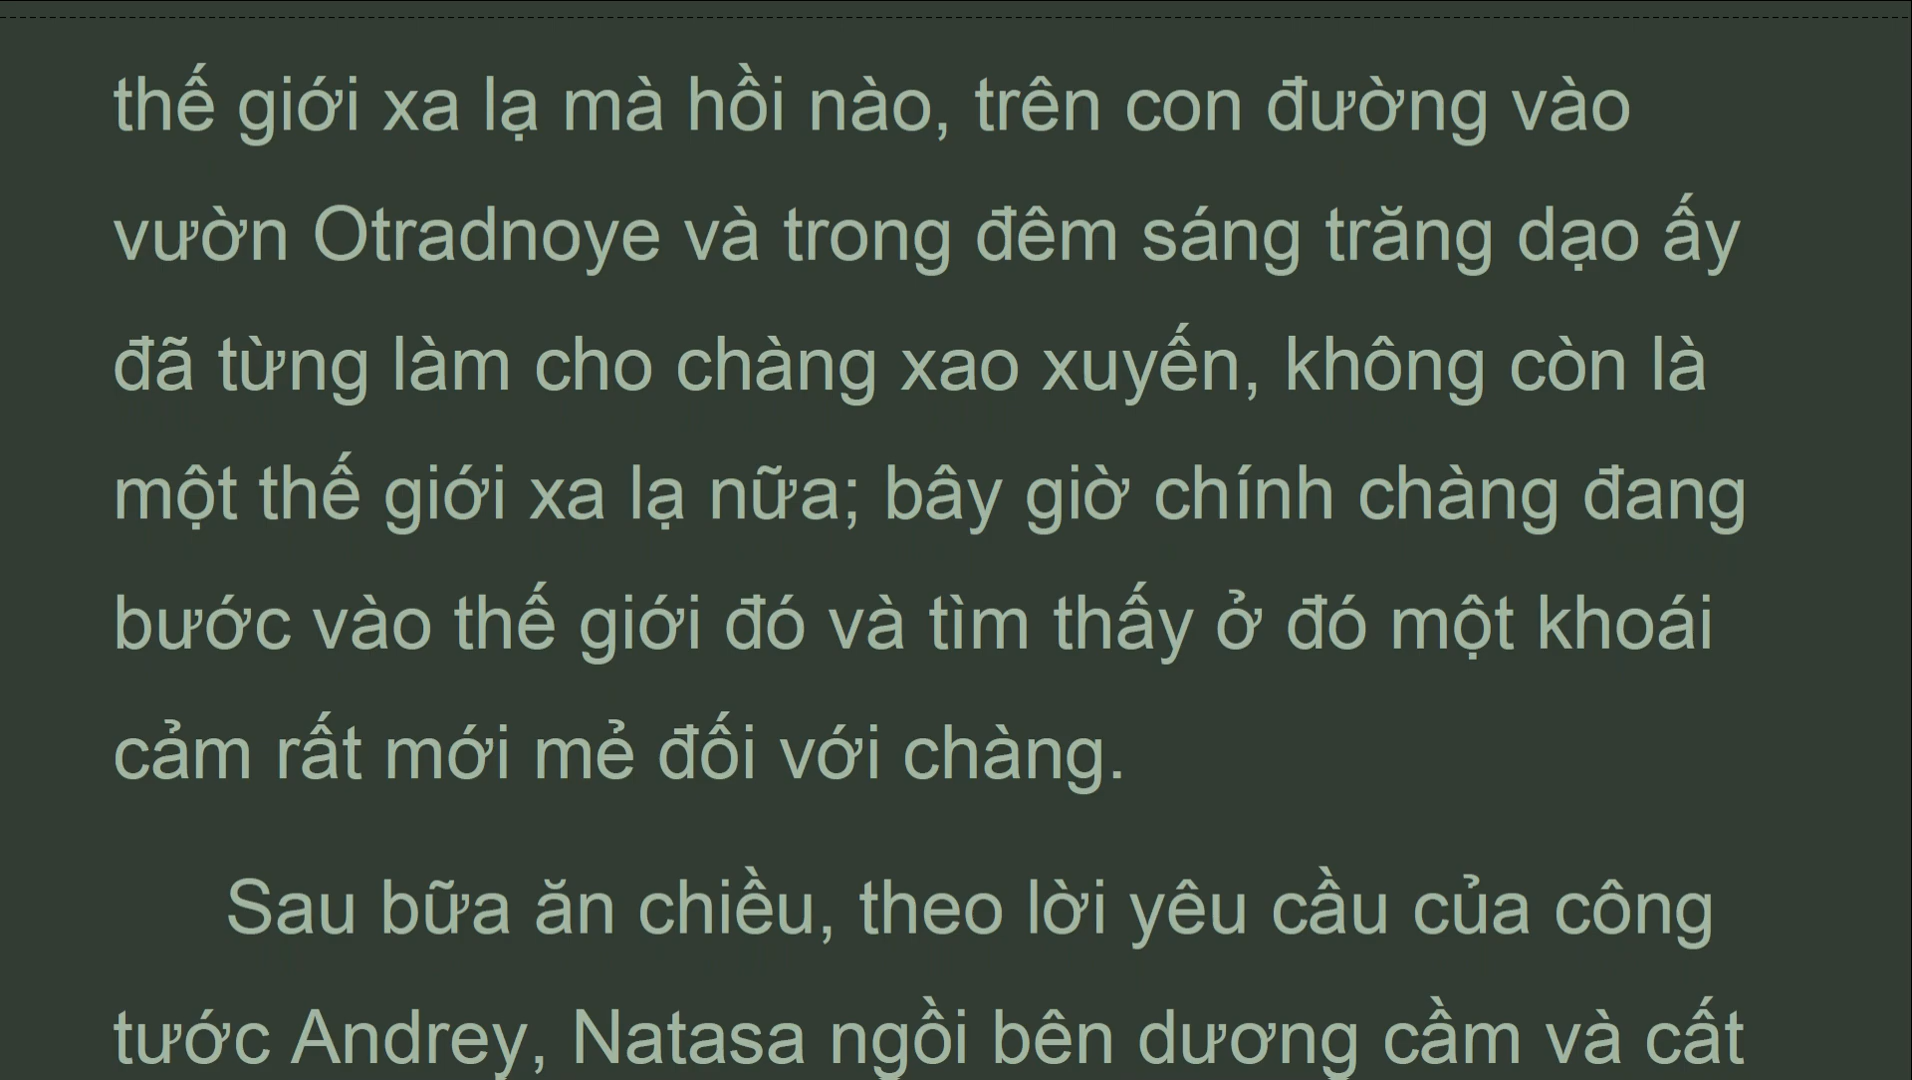 thế giới xa lạ mà hồi nào, trên con đường vào
vườn Otradnoye và trong đêm sáng trăng dạo ấy
đã từng làm cho chàng xao xuyến, không còn là
một thế giới xa lạ nữa; bây giờ chính chàng đang
bước vào thế giới đó và tìm thấy ở đó một khoái
cảm rất mới mẻ đối với chàng.
Sau bữa ăn chiều, theo lời yêu cầu của công
tước Andrey, Natasa ngồi bên dương cầm và cất